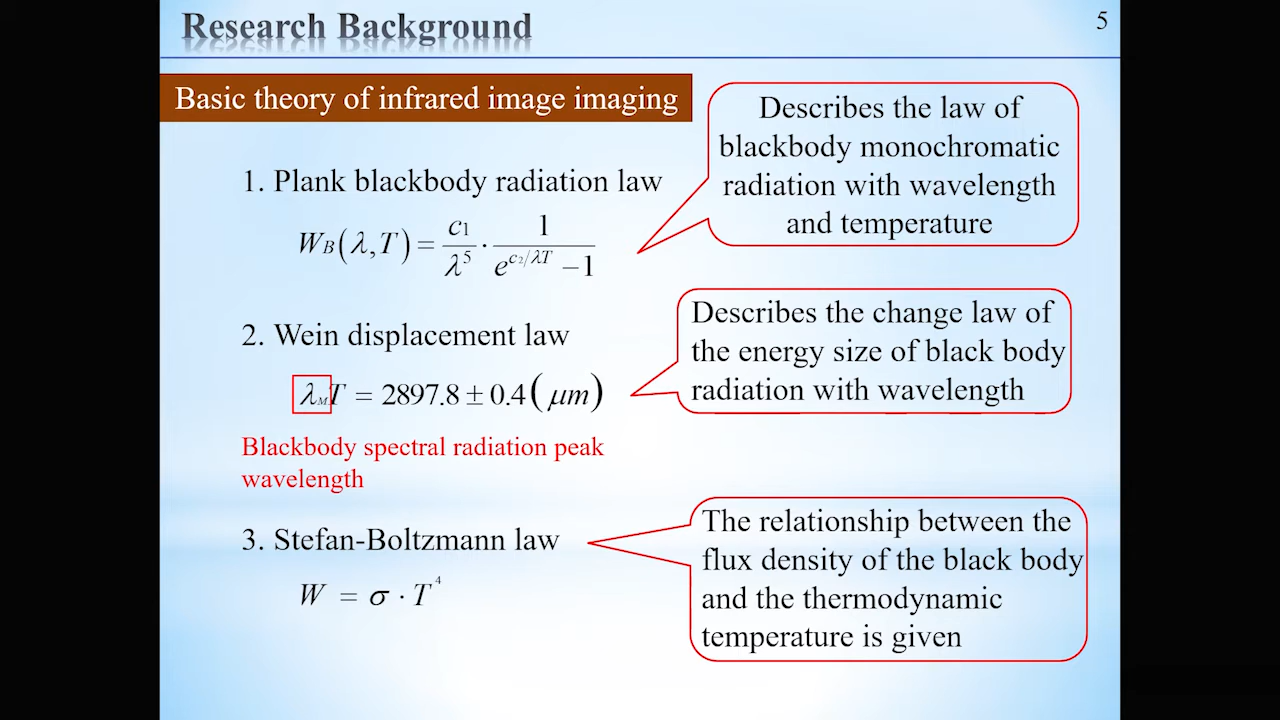 Research Background
5
Basic theory of infrared image imaging
1. Plank blackbody radiation law
W_B(λ,T) = c1/λ^5 · 1/(e^(c2/λT) − 1)
Describes the law of
blackbody monochromatic
radiation with wavelength
and temperature
2. Wein displacement law
λ_M T = 2897.8 ± 0.4 (μm)
Blackbody spectral radiation peak
wavelength
Describes the change law of
the energy size of black body
radiation with wavelength
3. Stefan-Boltzmann law
W = σ · T^4
The relationship between the
flux density of the black body
and the thermodynamic
temperature is given